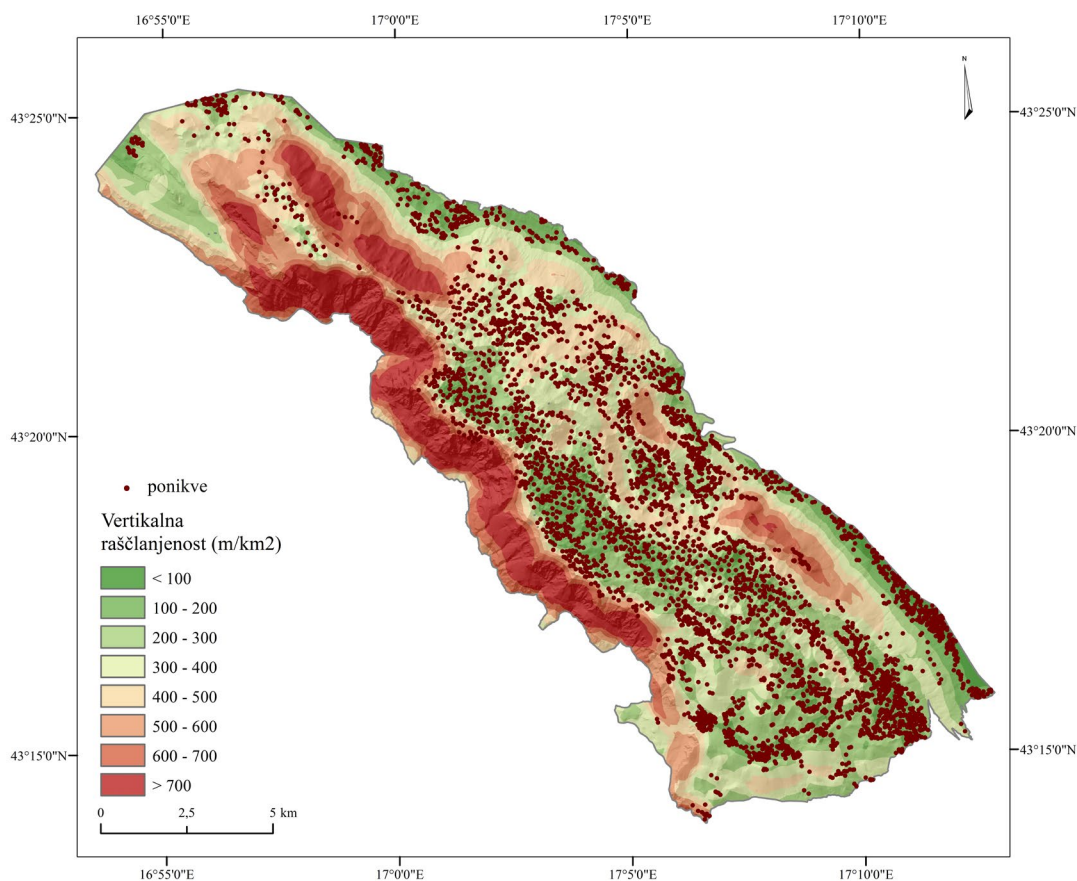 16°55'0"E
17°0'0"E
17°5'0"E
17°10'0"E
N
43°25'0"N
43°25'0"N
43°20'0"N
43°20'0"N
ponikve
Vertikalna
raščlanjenost (m/km2)
< 100
100 - 200
200 - 300
300 - 400
400 - 500
500 - 600
600 - 700
> 700
43°15'0"N
43°15'0"N
0
2,5
5 km
16°55'0"E
17°0'0"E
17°5'0"E
17°10'0"E